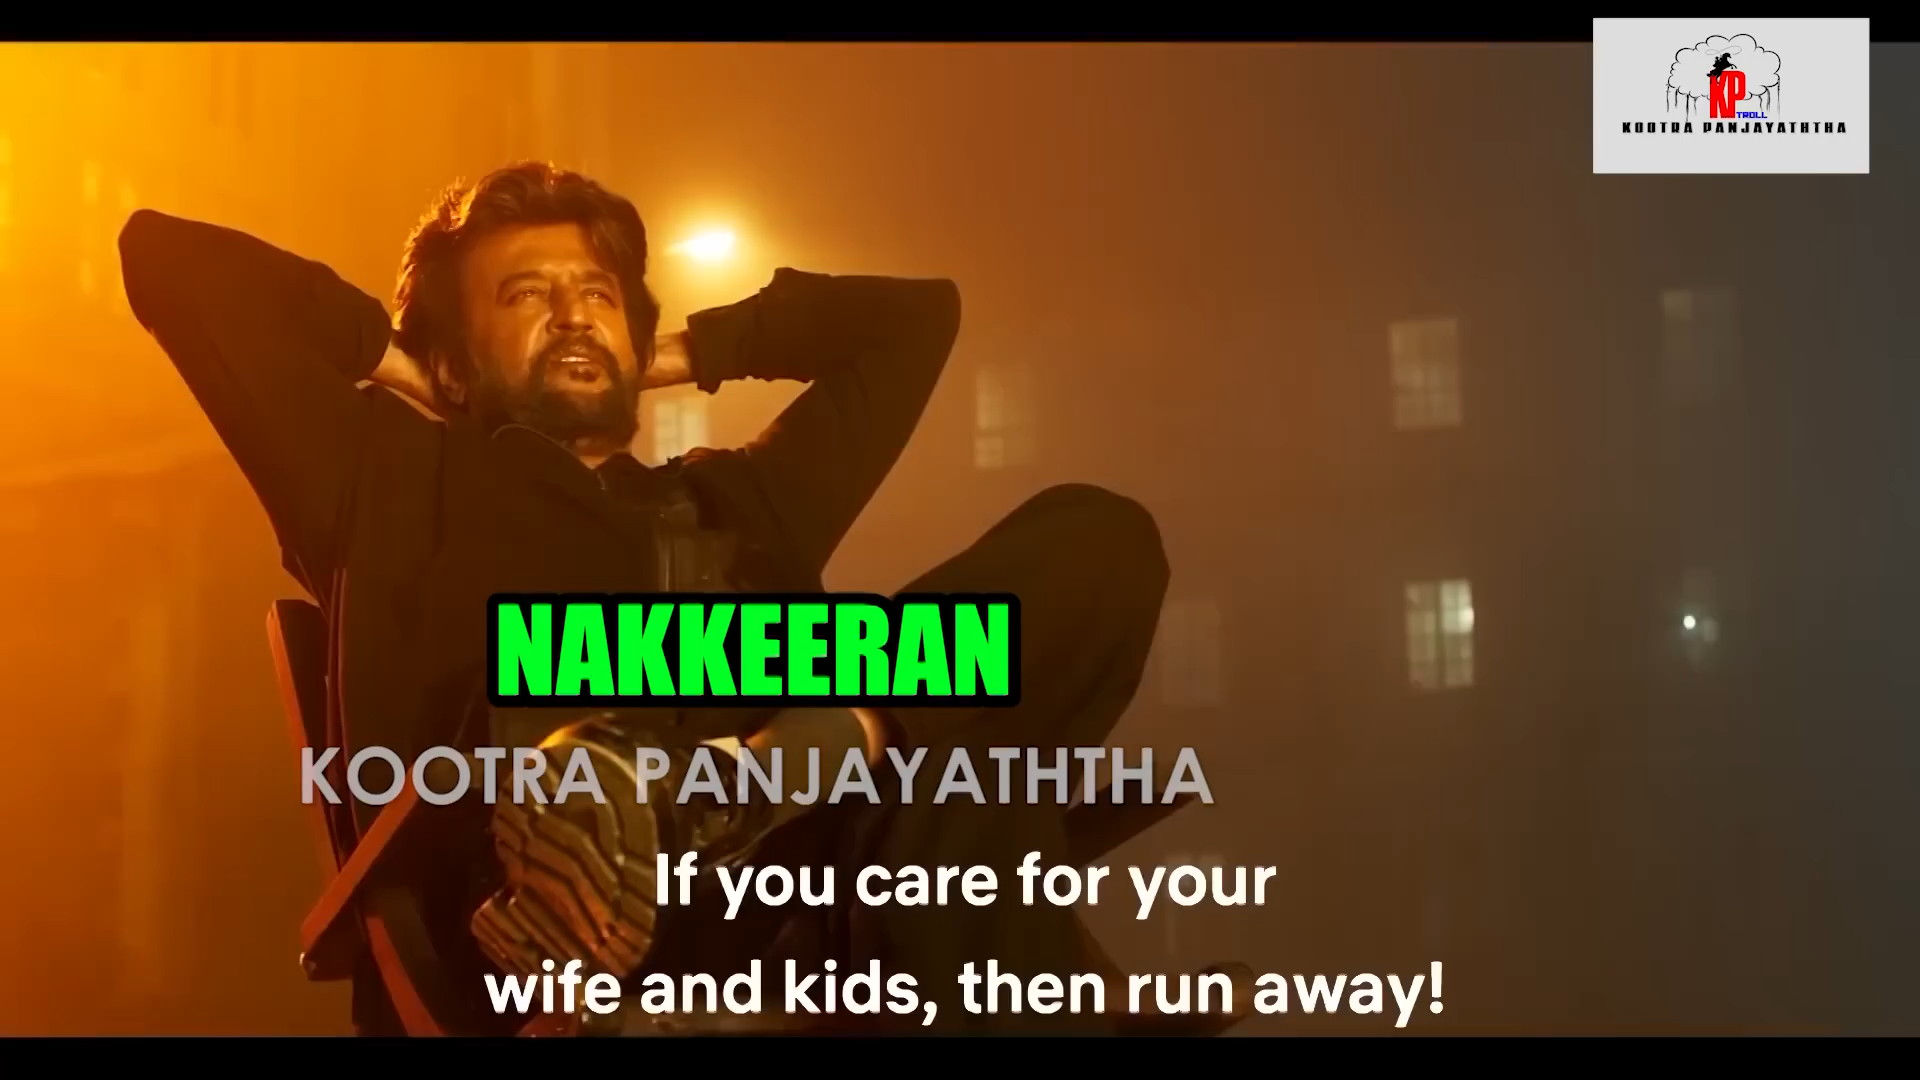 KP
TROLL
KOOTRA PANJAYATHTHA
NAKKEERAN
KOOTRA PANJAYATHTHA
If you care for your
wife and kids, then run away!